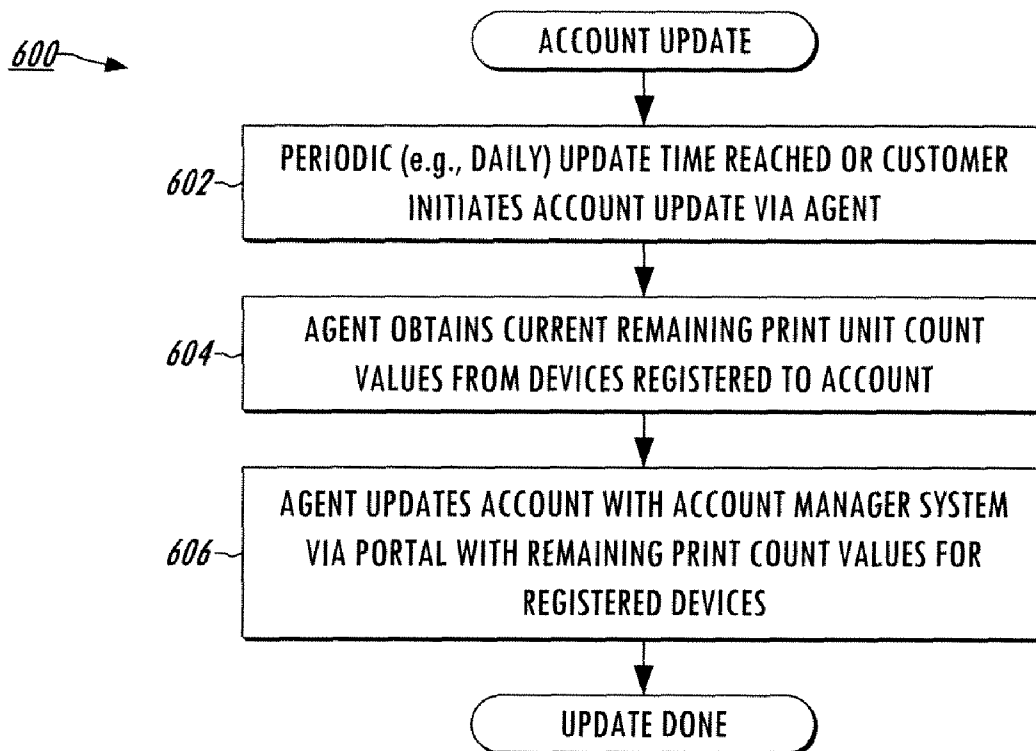 600
ACCOUNT UPDATE
602
PERIODIC (e.g., DAILY) UPDATE TIME REACHED OR CUSTOMER
INITIATES ACCOUNT UPDATE VIA AGENT
604
AGENT OBTAINS CURRENT REMAINING PRINT UNIT COUNT
VALUES FROM DEVICES REGISTERED TO ACCOUNT
606
AGENT UPDATES ACCOUNT WITH ACCOUNT MANAGER SYSTEM
VIA PORTAL WITH REMAINING PRINT COUNT VALUES FOR
REGISTERED DEVICES
UPDATE DONE